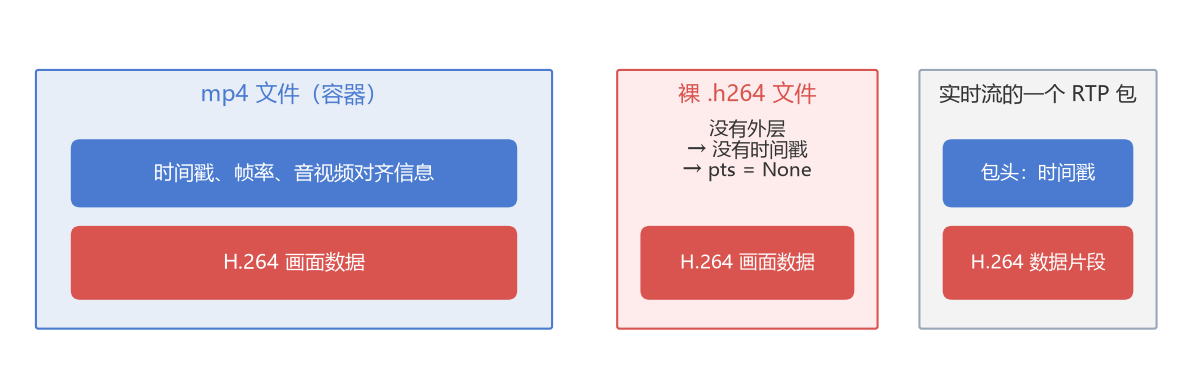 mp4 文件（容器）
时间戳、帧率、音视频对齐信息
H.264 画面数据
裸 .h264 文件
没有外层
→ 没有时间戳
→ pts = None
H.264 画面数据
实时流的一个 RTP 包
包头：时间戳
H.264 数据片段